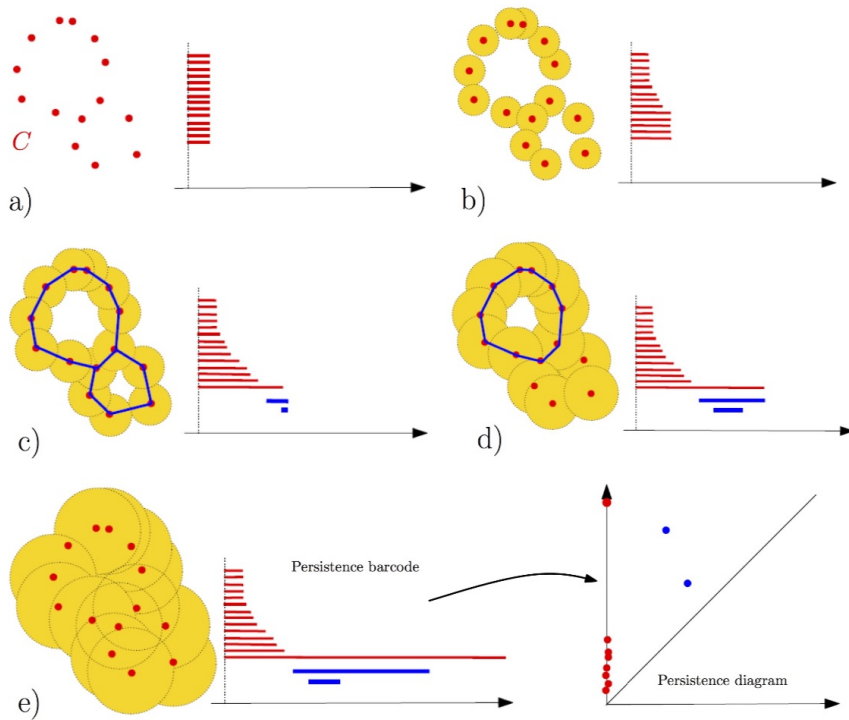 C
a)
b)
c)
d)
e)
Persistence barcode
Persistence diagram